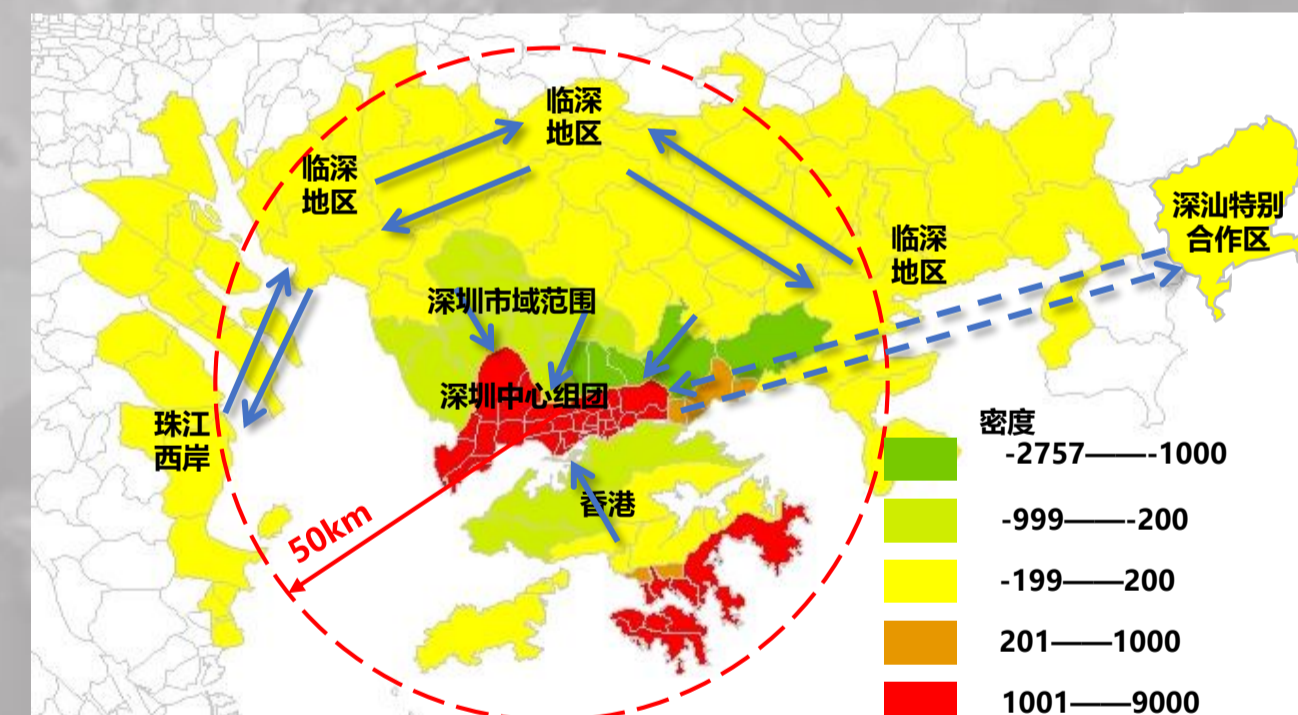 临深
地区
临深
地区
深汕特别
合作区
临深
地区
深圳市域范围
深圳中心组团
珠江
西岸
香港
50km
密度
-2757——-1000
-999——-200
-199——200
201——1000
1001——9000